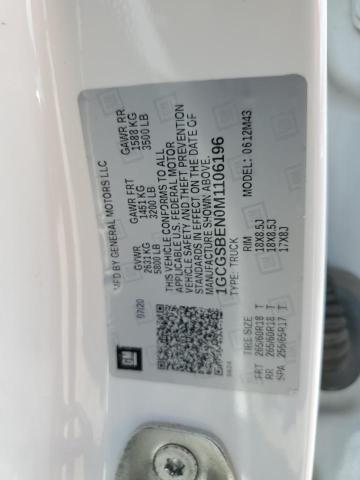 MFD BY GENERAL MOTORS LLC
07/20 GVWR GAWR FRT GAWR RR
2631 KG 1451 KG 1588 KG
5800 LB 3200 LB 3500 LB
THIS VEHICLE CONFORMS TO ALL
APPLICABLE U.S. FEDERAL MOTOR
VEHICLE SAFETY AND THEFT PREVENTION
STANDARDS IN EFFECT ON THE DATE OF
MANUFACTURE SHOWN ABOVE.
1GCGSBEN0M1106196
TYPE: TRUCK MODEL: 0612M43
TIRE SIZE RIM
FRT 265/60R18 T 18X8.5J
RR 265/60R18 T 18X8.5J
SPA 255/65R17 T 17X8J
GM